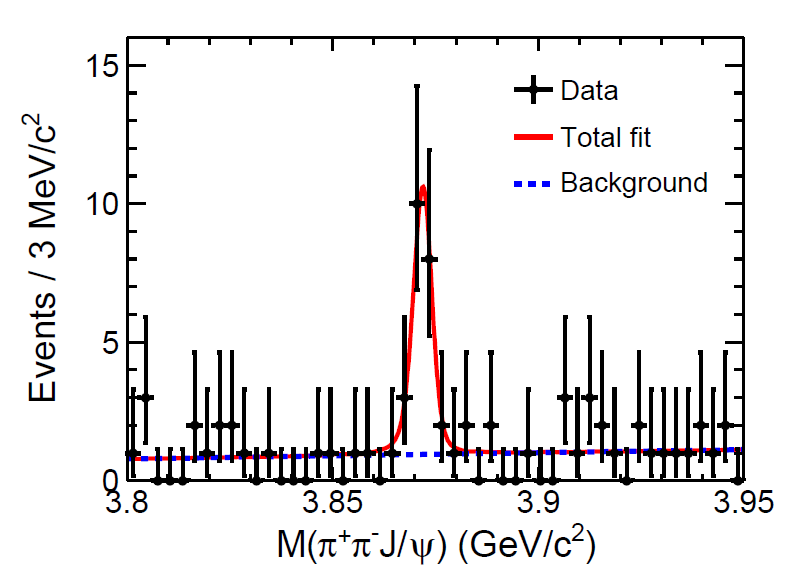 15
10
5
0
Events / 3 MeV/c²
Data
Total fit
Background
3.8 3.85 3.9 3.95
M(π⁺π⁻J/ψ) (GeV/c²)